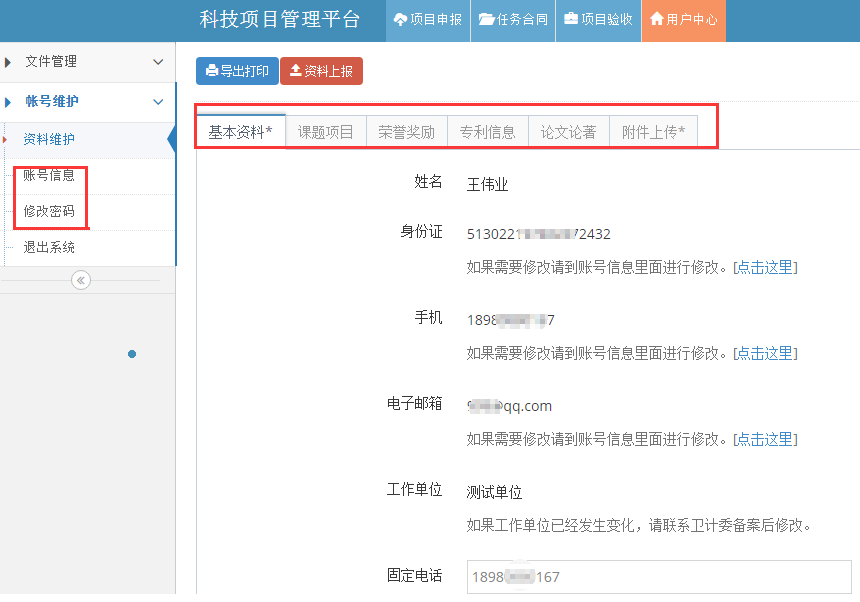 科技项目管理平台
项目申报
任务合同
项目验收
用户中心
文件管理
帐号维护
资料维护
账号信息
修改密码
退出系统
导出打印
资料上报
基本资料*
课题项目
荣誉奖励
专利信息
论文论著
附件上传*
姓名 王伟业
身份证 5130221 72432
如果需要修改请到账号信息里面进行修改。[点击这里]
手机 1898 7
如果需要修改请到账号信息里面进行修改。[点击这里]
电子邮箱 @qq.com
如果需要修改请到账号信息里面进行修改。[点击这里]
工作单位 测试单位
如果工作单位已经发生变化，请联系卫计委备案后修改。
固定电话 1898 167